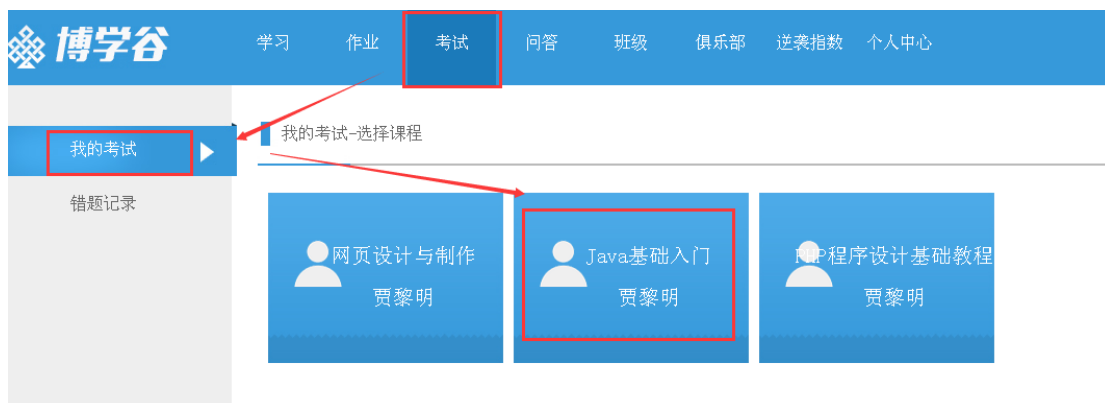 博学谷
学习 作业 考试 问答 班级 俱乐部 逆袭指数 个人中心
我的考试
错题记录
我的考试-选择课程
网页设计与制作
贾黎明
Java基础入门
贾黎明
PHP程序设计基础教程
贾黎明